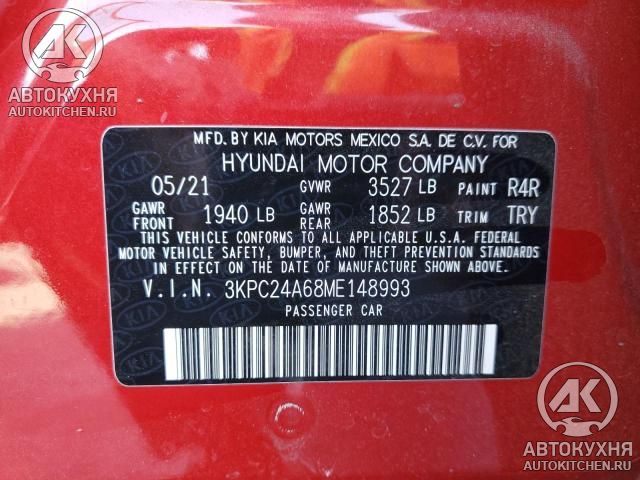 АК
АВТОКУХНЯ
AUTOKITCHEN.RU
MFD. BY KIA MOTORS MEXICO S.A. DE C.V. FOR
HYUNDAI MOTOR COMPANY
05/21 GVWR 3527 LB PAINT R4R
GAWR FRONT 1940 LB GAWR REAR 1852 LB TRIM TRY
THIS VEHICLE CONFORMS TO ALL APPLICABLE U.S.A. FEDERAL
MOTOR VEHICLE SAFETY, BUMPER, AND THEFT PREVENTION STANDARDS
IN EFFECT ON THE DATE OF MANUFACTURE SHOWN ABOVE.
V.I.N. 3KPC24A68ME148993
PASSENGER CAR
АК
АВТОКУХНЯ
AUTOKITCHEN.RU